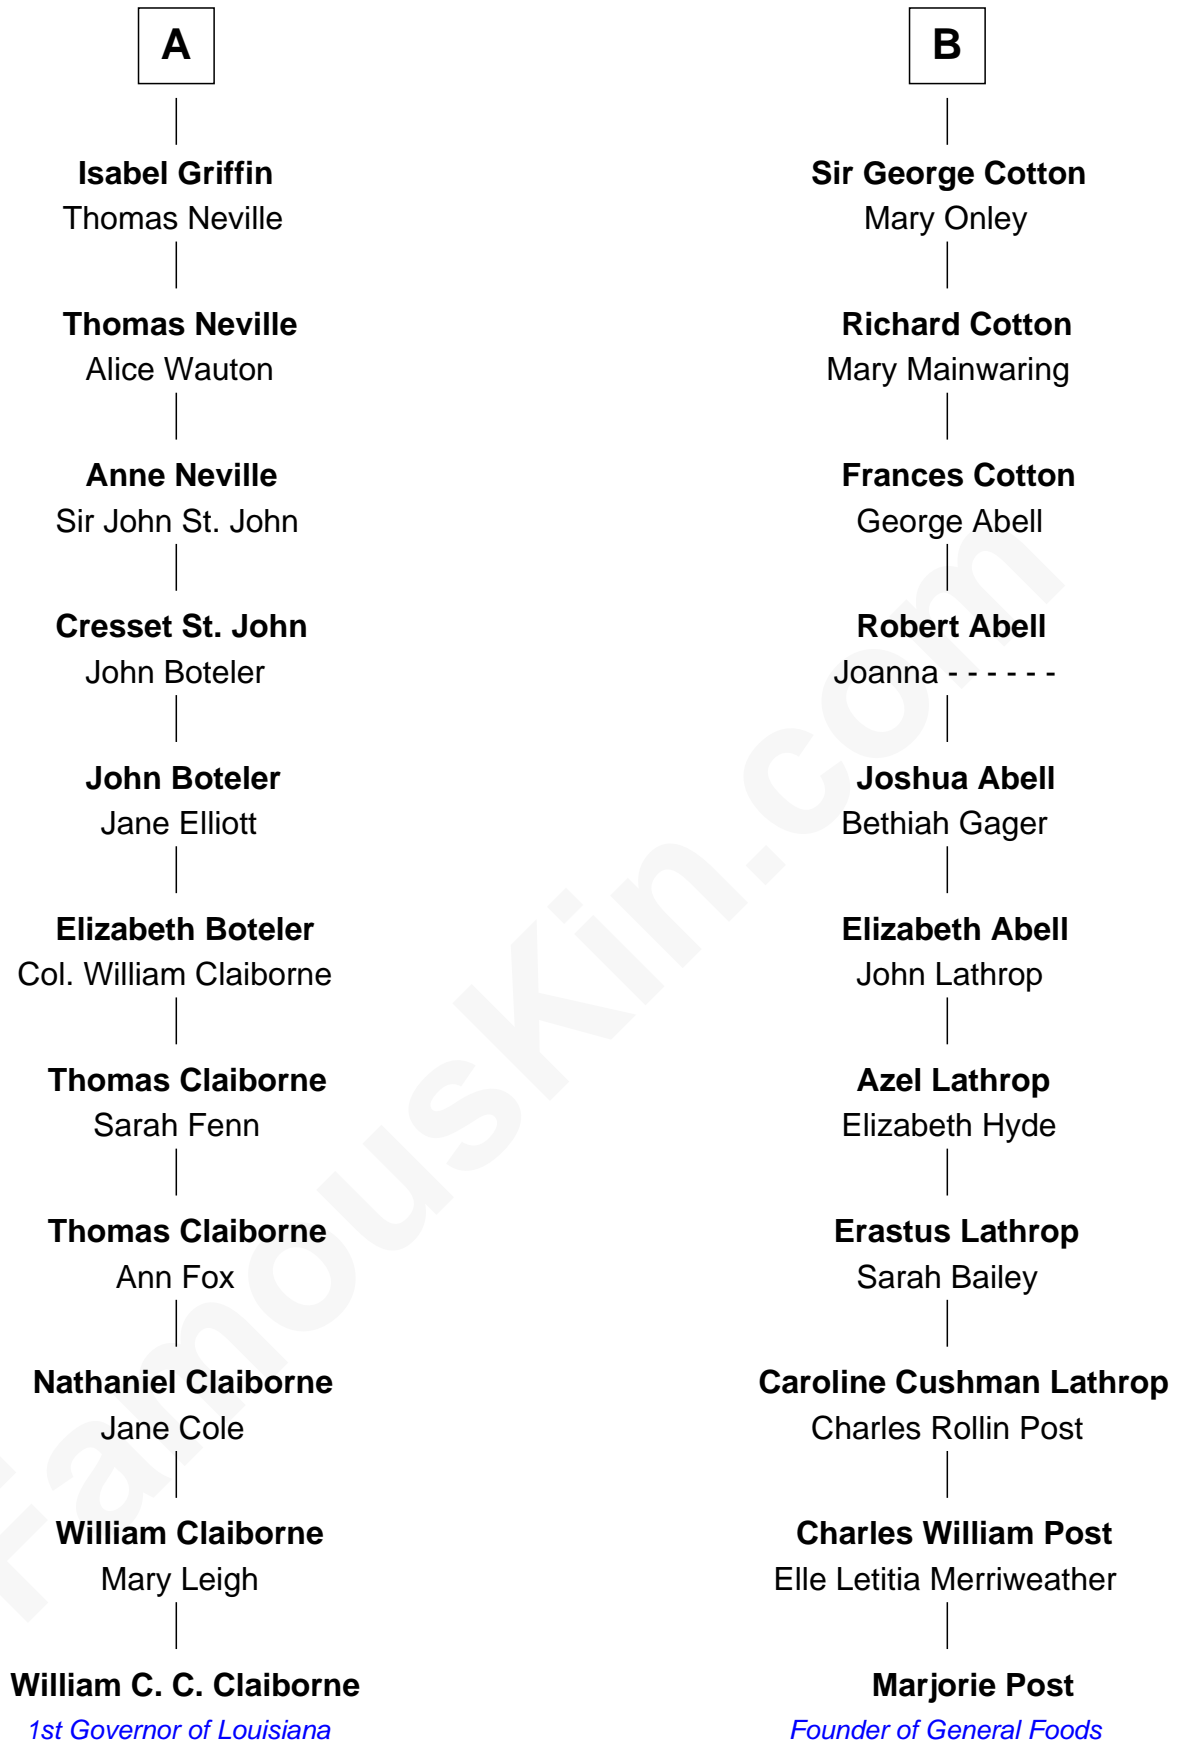 A
Isabel Griffin
Thomas Neville
Thomas Neville
Alice Wauton
Anne Neville
Sir John St. John
Cresset St. John
John Boteler
John Boteler
Jane Elliott
Elizabeth Boteler
Col. William Claiborne
Thomas Claiborne
Sarah Fenn
Thomas Claiborne
Ann Fox
Nathaniel Claiborne
Jane Cole
William Claiborne
Mary Leigh
William C. C. Claiborne
1st Governor of Louisiana
B
Sir George Cotton
Mary Onley
Richard Cotton
Mary Mainwaring
Frances Cotton
George Abell
Robert Abell
Joanna - - - - - -
Joshua Abell
Bethiah Gager
Elizabeth Abell
John Lathrop
Azel Lathrop
Elizabeth Hyde
Erastus Lathrop
Sarah Bailey
Caroline Cushman Lathrop
Charles Rollin Post
Charles William Post
Elle Letitia Merriweather
Marjorie Post
Founder of General Foods
FamousKin.com